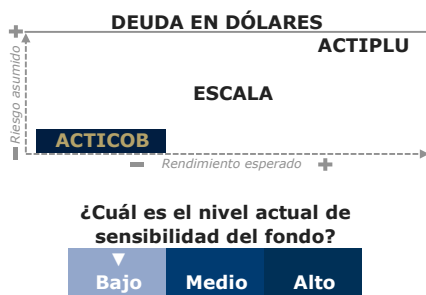 DEUDA EN DÓLARES
ACTIPLU
ESCALA
ACTICOB
Riesgo asumido
Rendimiento esperado
¿Cuál es el nivel actual de
sensibilidad del fondo?
Bajo Medio Alto